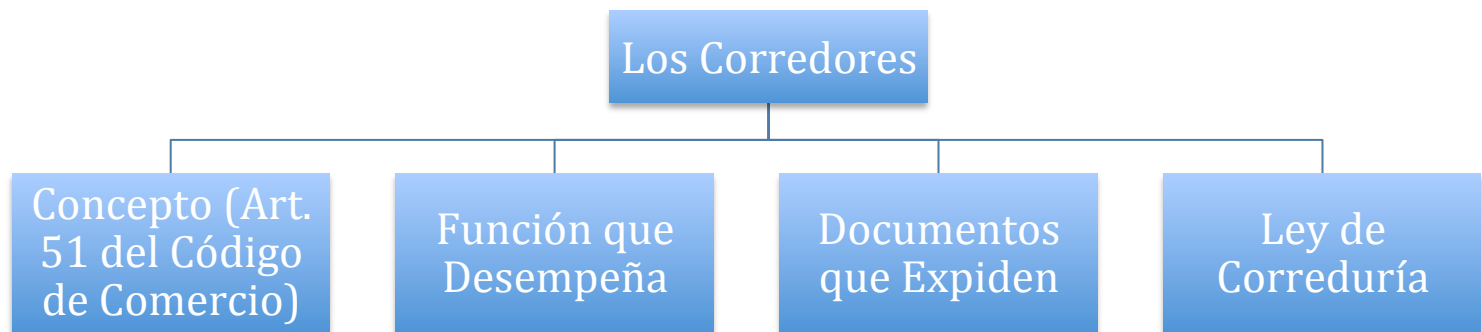 Los Corredores
Concepto (Art.
51 del Código
de Comercio)
Función que
Desempeña
Documentos
que Expiden
Ley de
Correduría